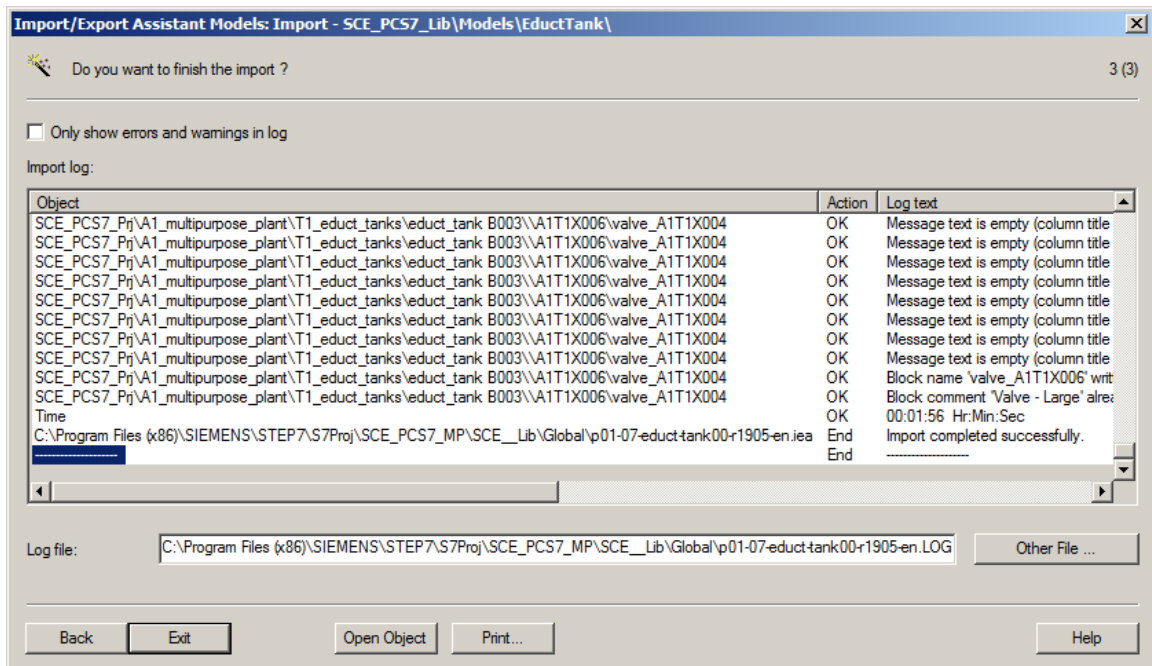 Import/Export Assistant Models: Import - SCE_PCS7_Lib\Models\EductTank\
Do you want to finish the import ? 3 (3)
Only show errors and warnings in log
Import log:
Object Action Log text
SCE_PCS7_Prj\A1_multipurpose_plant\T1_educt_tanks\educt_tank B003\\A1T1X006\valve_A1T1X004 OK Message text is empty (column title
SCE_PCS7_Prj\A1_multipurpose_plant\T1_educt_tanks\educt_tank B003\\A1T1X006\valve_A1T1X004 OK Message text is empty (column title
SCE_PCS7_Prj\A1_multipurpose_plant\T1_educt_tanks\educt_tank B003\\A1T1X006\valve_A1T1X004 OK Message text is empty (column title
SCE_PCS7_Prj\A1_multipurpose_plant\T1_educt_tanks\educt_tank B003\\A1T1X006\valve_A1T1X004 OK Message text is empty (column title
SCE_PCS7_Prj\A1_multipurpose_plant\T1_educt_tanks\educt_tank B003\\A1T1X006\valve_A1T1X004 OK Message text is empty (column title
SCE_PCS7_Prj\A1_multipurpose_plant\T1_educt_tanks\educt_tank B003\\A1T1X006\valve_A1T1X004 OK Message text is empty (column title
SCE_PCS7_Prj\A1_multipurpose_plant\T1_educt_tanks\educt_tank B003\\A1T1X006\valve_A1T1X004 OK Message text is empty (column title
SCE_PCS7_Prj\A1_multipurpose_plant\T1_educt_tanks\educt_tank B003\\A1T1X006\valve_A1T1X004 OK Message text is empty (column title
SCE_PCS7_Prj\A1_multipurpose_plant\T1_educt_tanks\educt_tank B003\\A1T1X006\valve_A1T1X004 OK Block name 'valve_A1T1X006' writt
SCE_PCS7_Prj\A1_multipurpose_plant\T1_educt_tanks\educt_tank B003\\A1T1X006\valve_A1T1X004 OK Block comment 'Valve - Large' alrea
Time OK 00:01:56 Hr:Min:Sec
C:\Program Files (x86)\SIEMENS\STEP7\S7Proj\SCE_PCS7_MP\SCE__Lib\Global\p01-07-educt-tank00-r1905-en.iea End Import completed successfully.
-------------------- End --------------------
Log file: C:\Program Files (x86)\SIEMENS\STEP7\S7Proj\SCE_PCS7_MP\SCE__Lib\Global\p01-07-educt-tank00-r1905-en.LOG Other File ...
Back Exit Open Object Print... Help